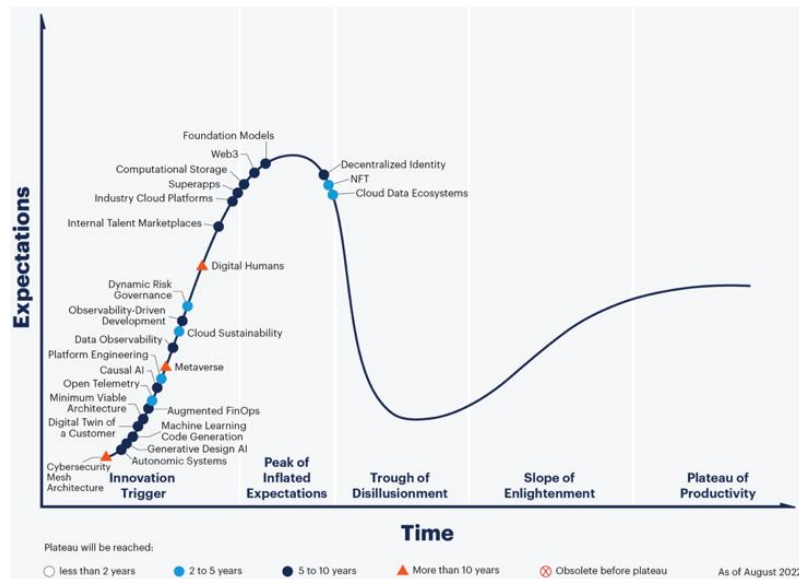 Expectations
Foundation Models
Web3
Computational Storage
Superapps
Industry Cloud Platforms
Internal Talent Marketplaces
Digital Humans
Dynamic Risk
Governance
Observability-Driven
Development
Cloud Sustainability
Data Observability
Platform Engineering
Metaverse
Causal AI
Open Telemetry
Minimum Viable
Architecture
Augmented FinOps
Digital Twin of
a Customer
Machine Learning
Code Generation
Generative Design AI
Autonomic Systems
Cybersecurity
Mesh
Architecture
Decentralized Identity
NFT
Cloud Data Ecosystems
Innovation
Trigger
Peak of
Inflated
Expectations
Trough of
Disillusionment
Slope of
Enlightenment
Plateau of
Productivity
Time
Plateau will be reached:
less than 2 years
2 to 5 years
5 to 10 years
More than 10 years
Obsolete before plateau
As of August 2022